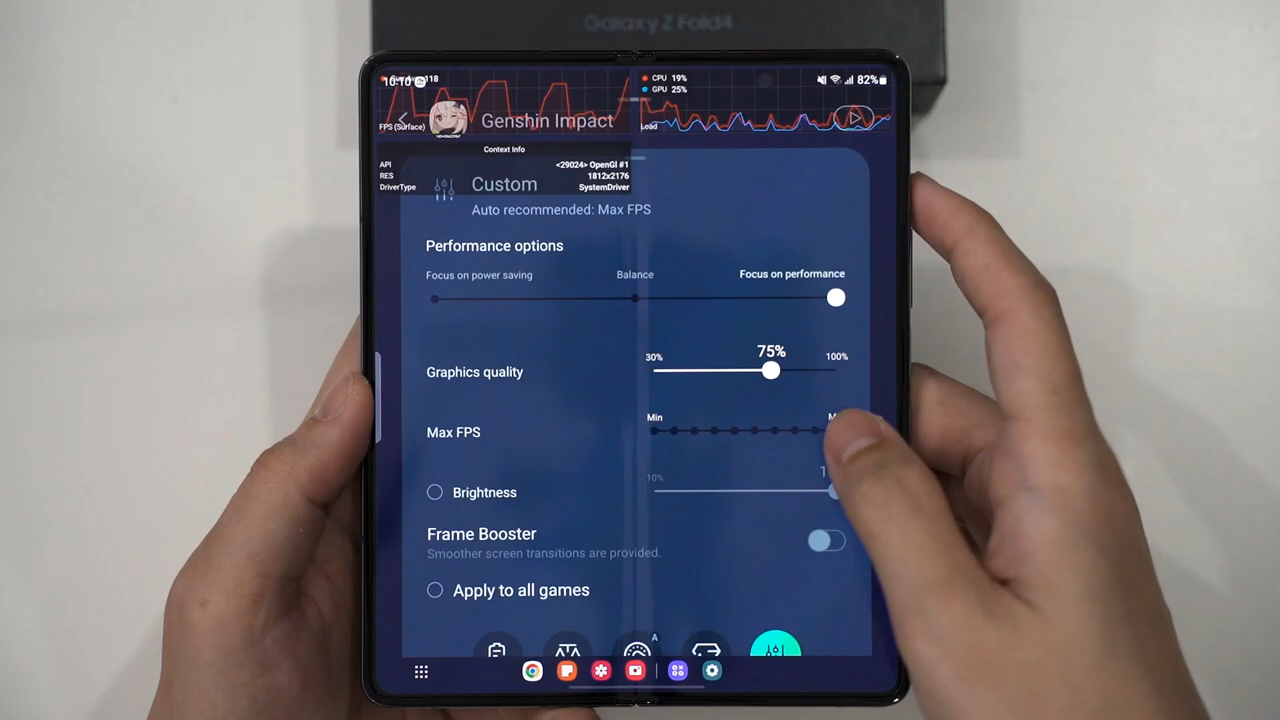 Galaxy Z Fold4
10:10
118
CPU 19%
GPU 25%
82%
FPS (Surface)
Genshin Impact
Load
Context Info
API <29024> OpenGl #1
RES 1812x2176
DriverType SystemDriver
Custom
Auto recommended: Max FPS
Performance options
Focus on power saving Balance Focus on performance
75%
30% 100%
Graphics quality
Min
Max FPS
10%
Brightness
Frame Booster
Smoother screen transitions are provided.
Apply to all games
A